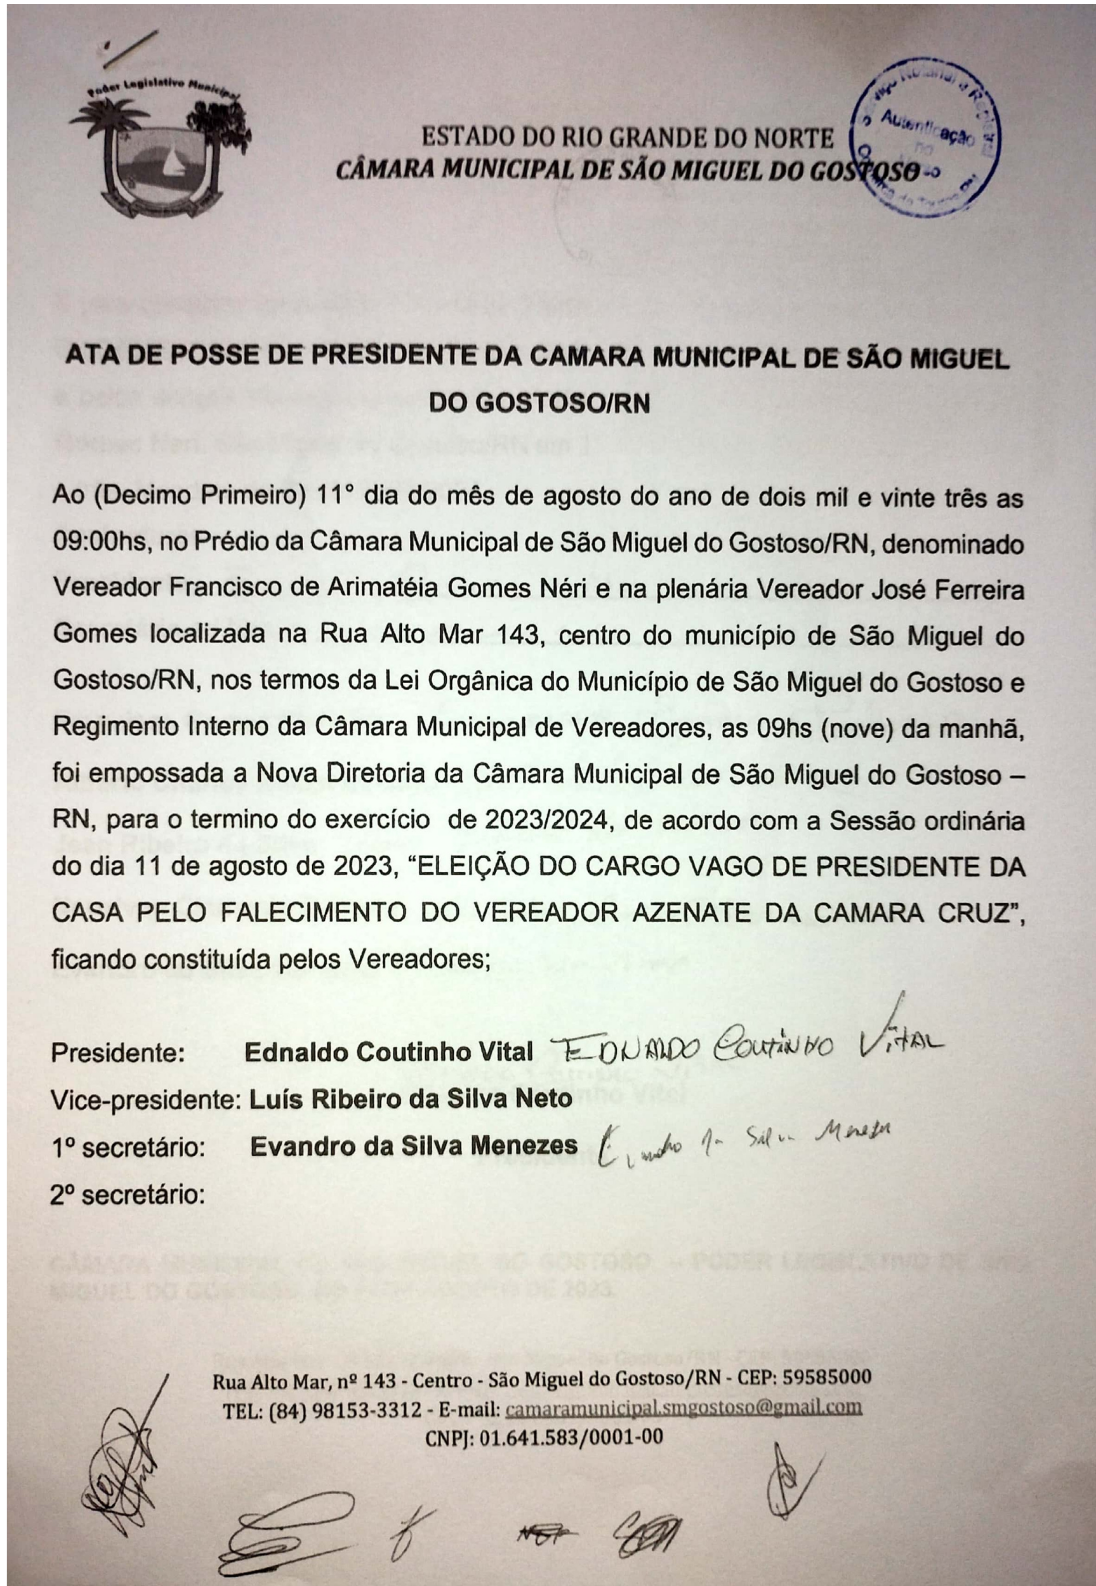 Poder Legislativo Municipal
ESTADO DO RIO GRANDE DO NORTE
CÂMARA MUNICIPAL DE SÃO MIGUEL DO GOSTOSO
Autenticação
no
ATA DE POSSE DE PRESIDENTE DA CAMARA MUNICIPAL DE SÃO MIGUEL
DO GOSTOSO/RN
Ao (Decimo Primeiro) 11° dia do mês de agosto do ano de dois mil e vinte três as
09:00hs, no Prédio da Câmara Municipal de São Miguel do Gostoso/RN, denominado
Vereador Francisco de Arimatéia Gomes Néri e na plenária Vereador José Ferreira
Gomes localizada na Rua Alto Mar 143, centro do município de São Miguel do
Gostoso/RN, nos termos da Lei Orgânica do Município de São Miguel do Gostoso e
Regimento Interno da Câmara Municipal de Vereadores, as 09hs (nove) da manhã,
foi empossada a Nova Diretoria da Câmara Municipal de São Miguel do Gostoso –
RN, para o termino do exercício de 2023/2024, de acordo com a Sessão ordinária
do dia 11 de agosto de 2023, “ELEIÇÃO DO CARGO VAGO DE PRESIDENTE DA
CASA PELO FALECIMENTO DO VEREADOR AZENATE DA CAMARA CRUZ”,
ficando constituída pelos Vereadores;
Presidente: Ednaldo Coutinho Vital EDNALDO COUTINHO VITAL
Vice-presidente: Luís Ribeiro da Silva Neto
1º secretário: Evandro da Silva Menezes Evandro da Silva Menezes
2º secretário:
Rua Alto Mar, nº 143 - Centro - São Miguel do Gostoso/RN - CEP: 59585000
TEL: (84) 98153-3312 - E-mail: camaramunicipal.smgostoso@gmail.com
CNPJ: 01.641.583/0001-00